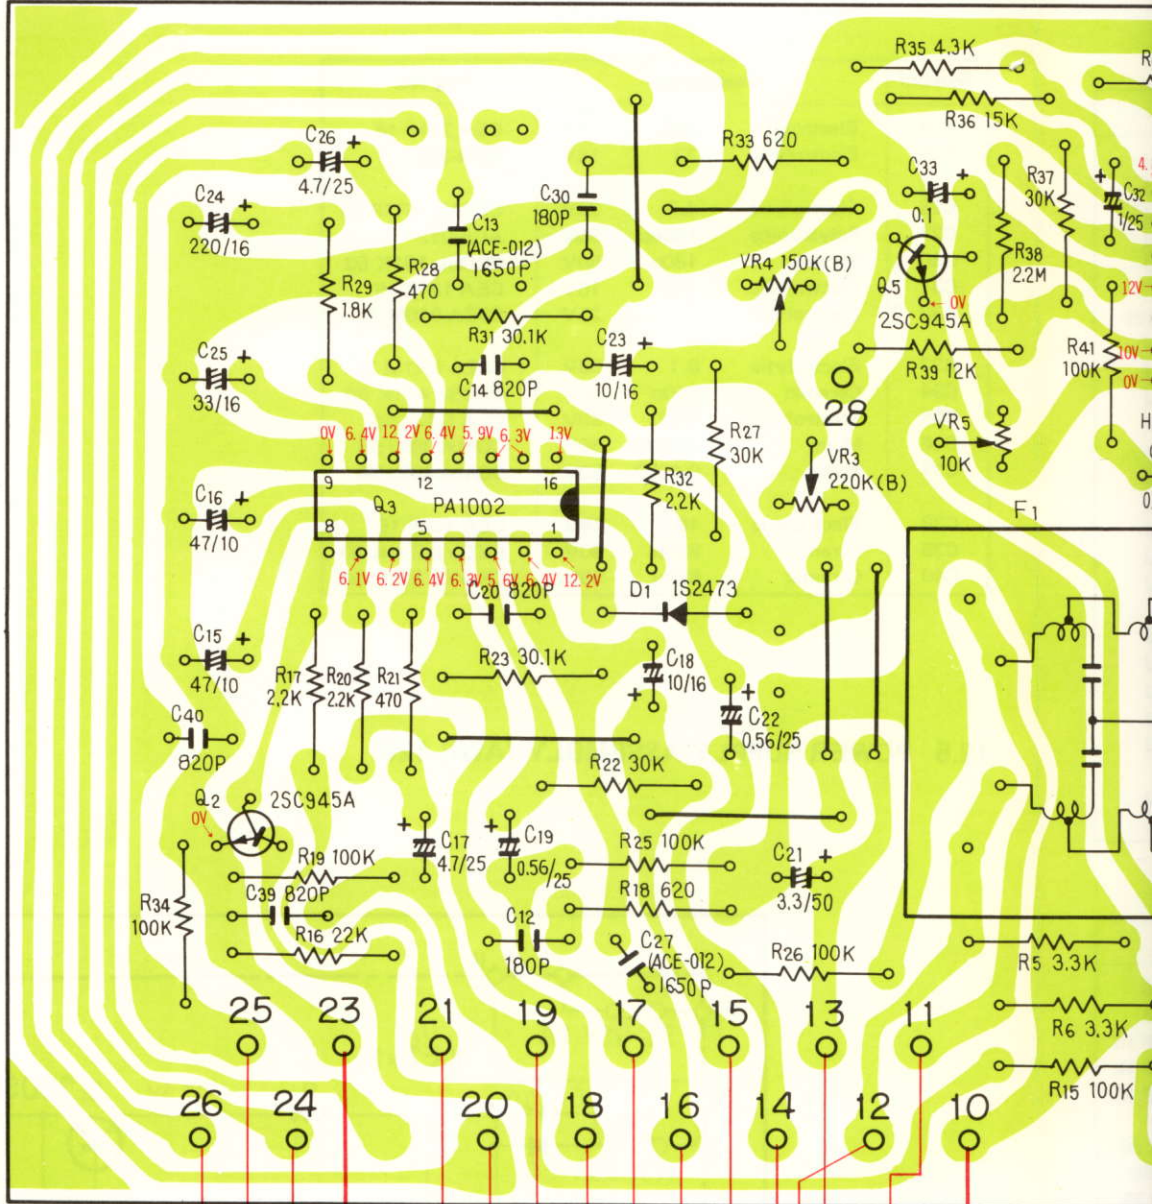 R35 4.3K
R36 15K
C26
4.7/25
R33 620
C24
220/16
C13
(ACE-012)
1650P
C30
180P
C33
0.1
R37
30K
C32
1/25
4.
R29
1.8K
R28
470
VR4 150K(B)
Q5
0V
2SC945A
R38
2.2M
12V
R31 30.1K
C23
10/16
C25
33/16
C14 820P
R39 12K
R41
100K
10V
0V
28
VR5
10K
R27
30K
VR3
220K(B)
R32
2.2K
0V 6.4V 12.2V 6.4V 5.9V 6.3V 13V
9 12 16
Q3 PA1002
8 5 1
6.1V 6.2V 6.4V 6.3V 5.6V 6.4V 12.2V
C16
47/10
H
F1
C20 820P
D1 1S2473
C15
47/10
R17
2.2K
R20
2.2K
R21
470
R23 30.1K
C18
10/16
C22
0.56/25
C40
820P
R22 30K
Q2
0V
2SC945A
C17
4.7/25
C19
0.56/25
R25 100K
C21
3.3/50
R19 100K
C39 820P
R18 620
R34
100K
R16 22K
C12
180P
C27
(ACE-012)
1650P
R26 100K
R5 3.3K
R6 3.3K
R15 100K
25 23 21 19 17 15 13 11
26 24 20 18 16 14 12 10